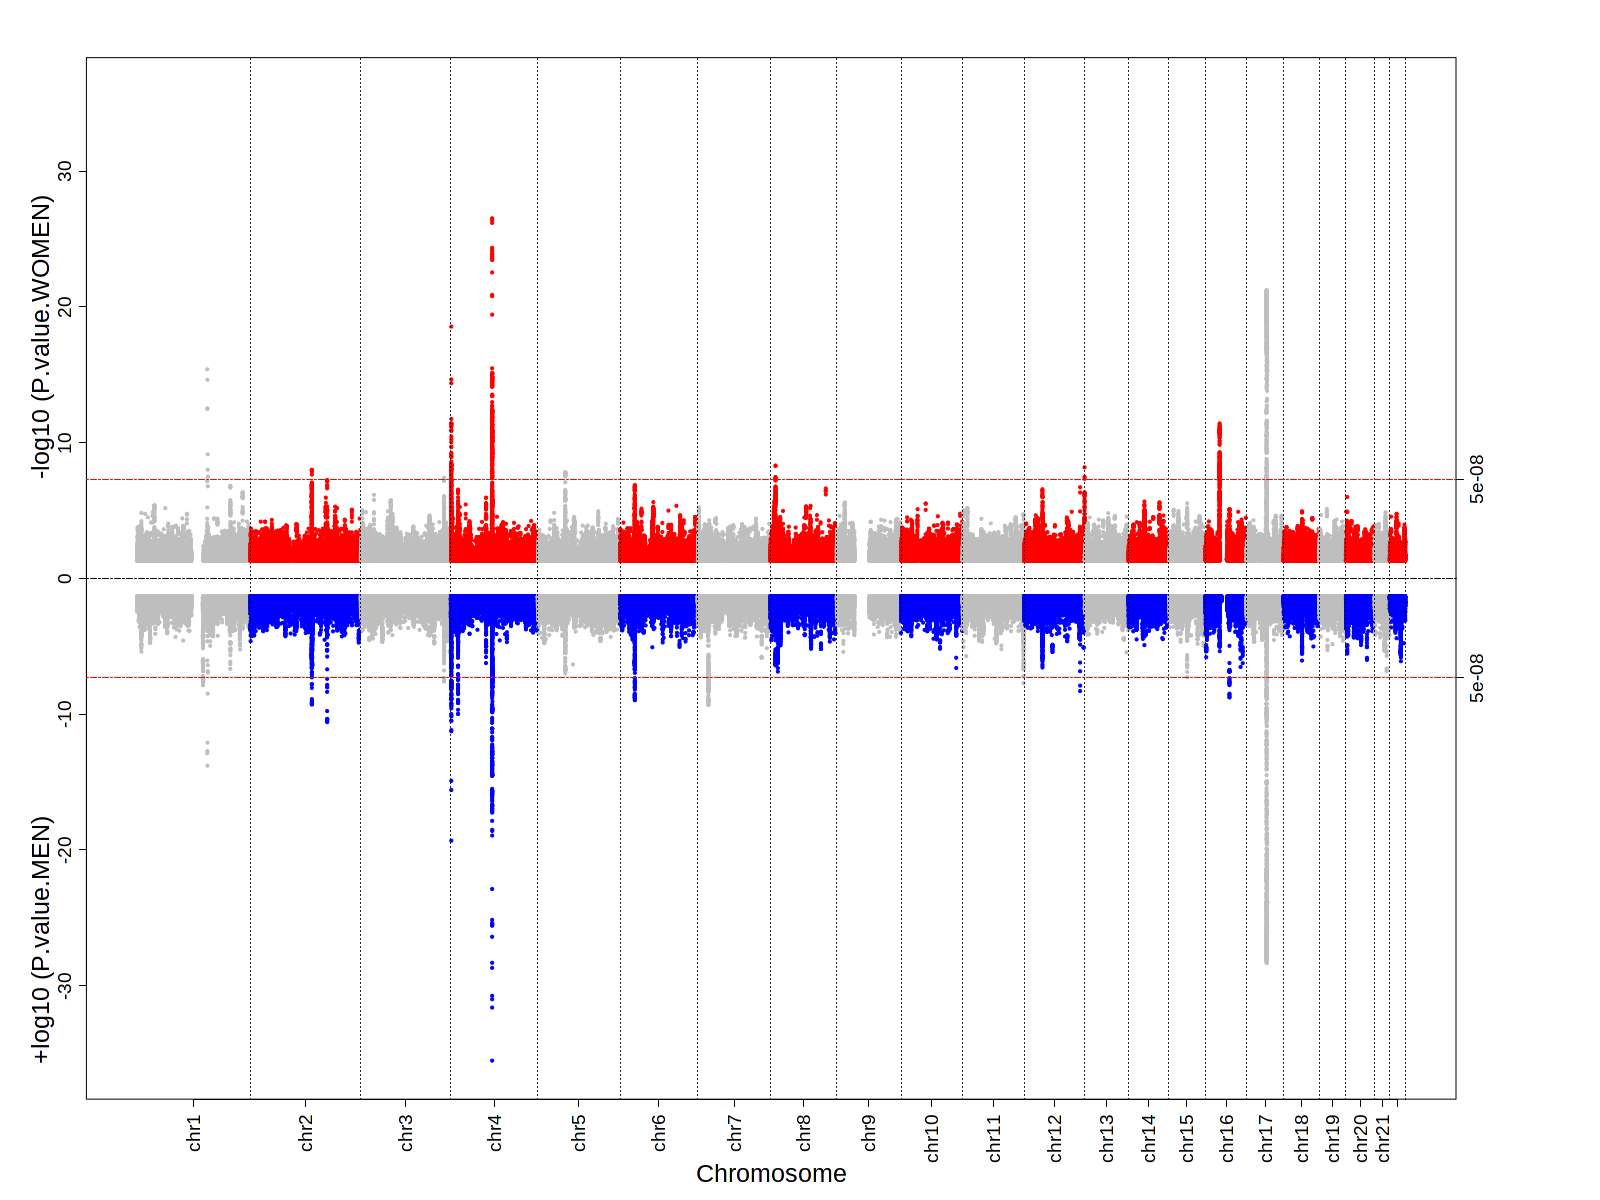 -log10 (P.value.WOMEN)
+log10 (P.value.MEN)
30
20
10
0
-10
-20
-30
5e-08
5e-08
chr1 chr2 chr3 chr4 chr5 chr6 chr7 chr8 chr9 chr10 chr11 chr12 chr13 chr14 chr15 chr16 chr17 chr18 chr19 chr20 chr21
Chromosome